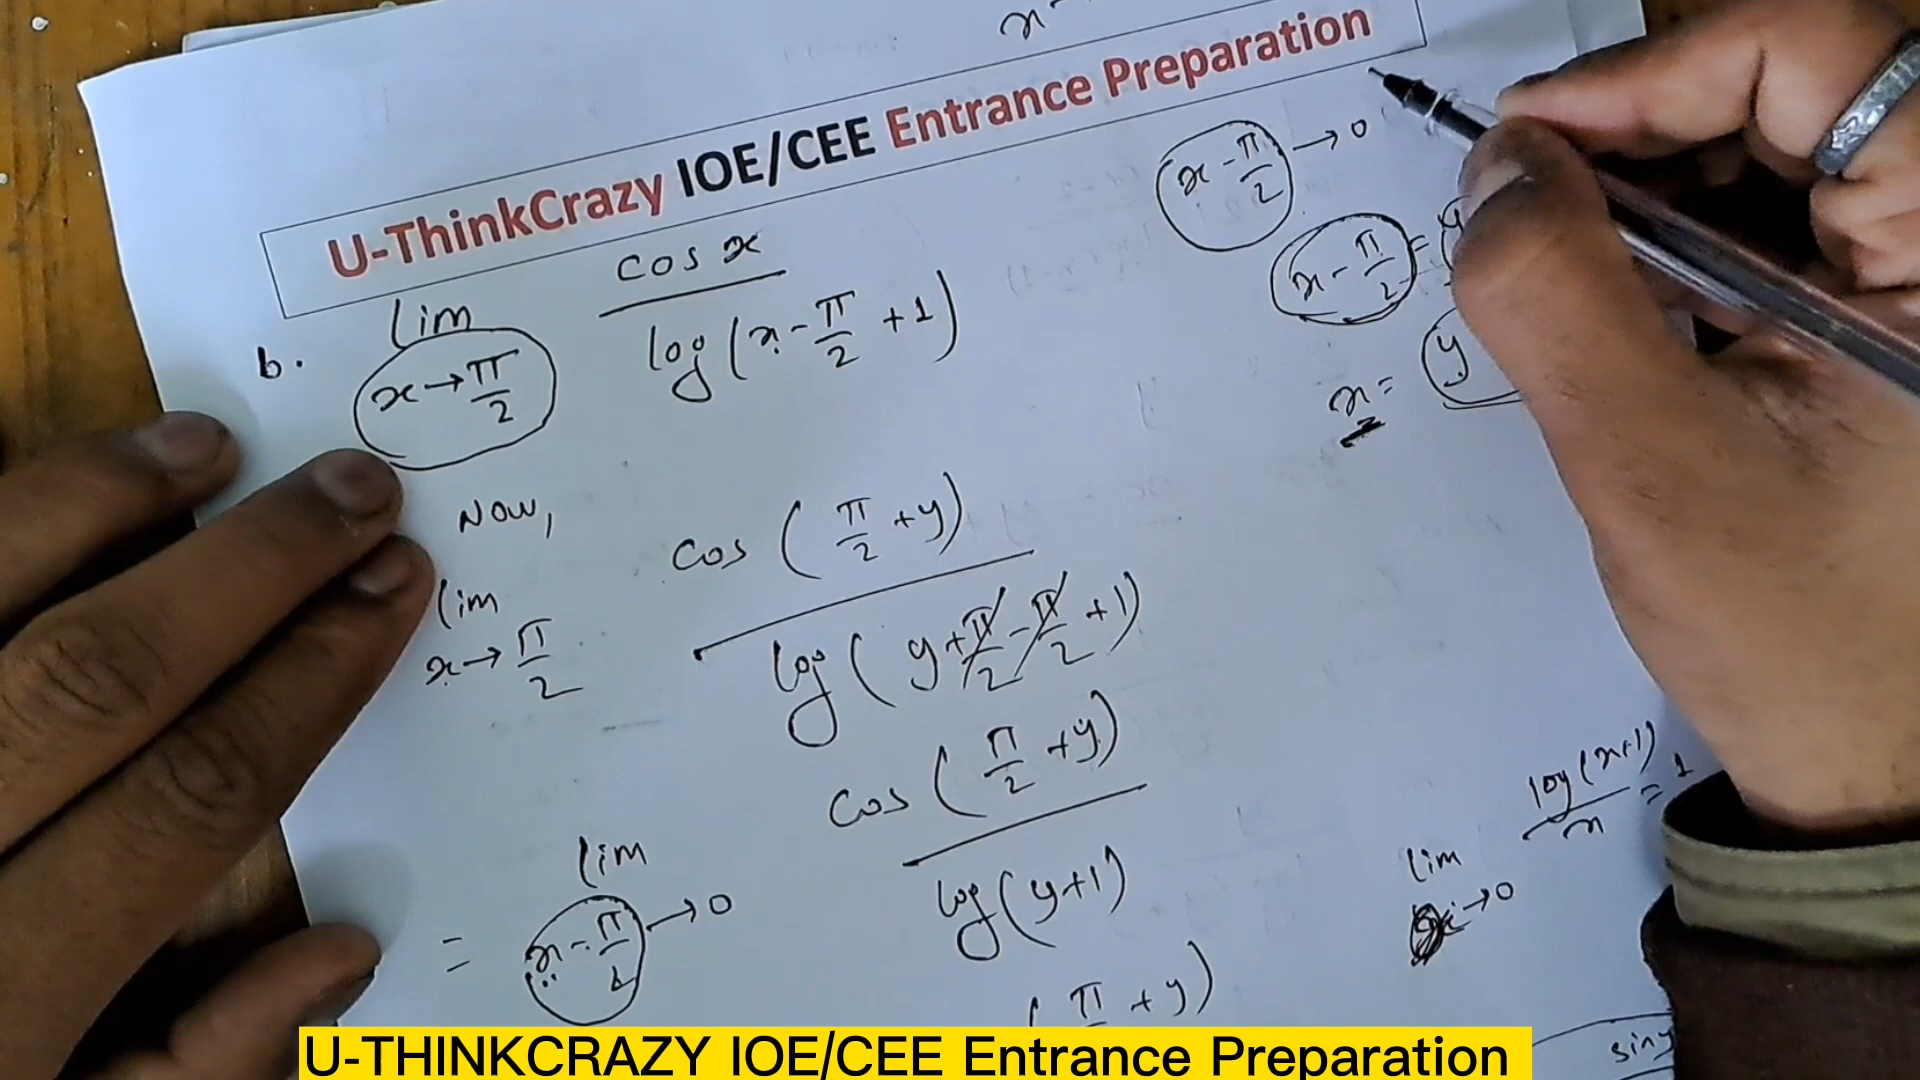 U-ThinkCrazy IOE/CEE Entrance Preparation
b. lim x→π/2 cos x / log(x - π/2 + 1)
x - π/2 → 0
x - π/2 = y
x = y
Now,
lim x→π/2 cos(π/2 + y) / log(y + π/2 - π/2 + 1)
= lim x - π/2 → 0 cos(π/2 + y) / log(y+1)
lim x→0 log(x+1) / x = 1
(π + y)
siny
U-THINKCRAZY IOE/CEE Entrance Preparation